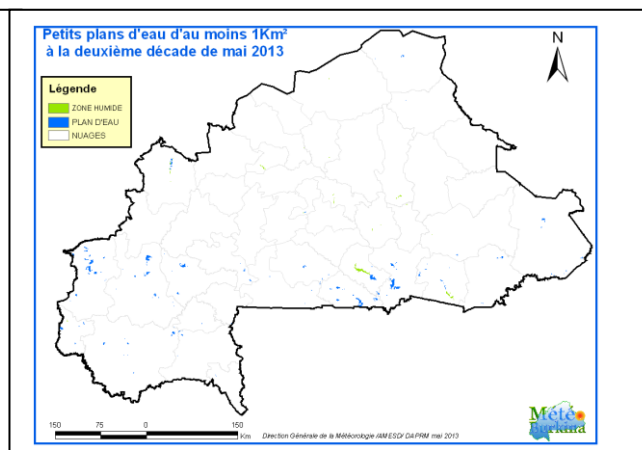 Petits plans d'eau d'au moins 1Km²
à la deuxième décade de mai 2013
N
Légende
ZONE HUMIDE
PLAN D'EAU
NUAGES
150 75 0 150
Km
Direction Générale de la Météorologie /AMESD/ DAPRM mai 2013
Météo
Burkina